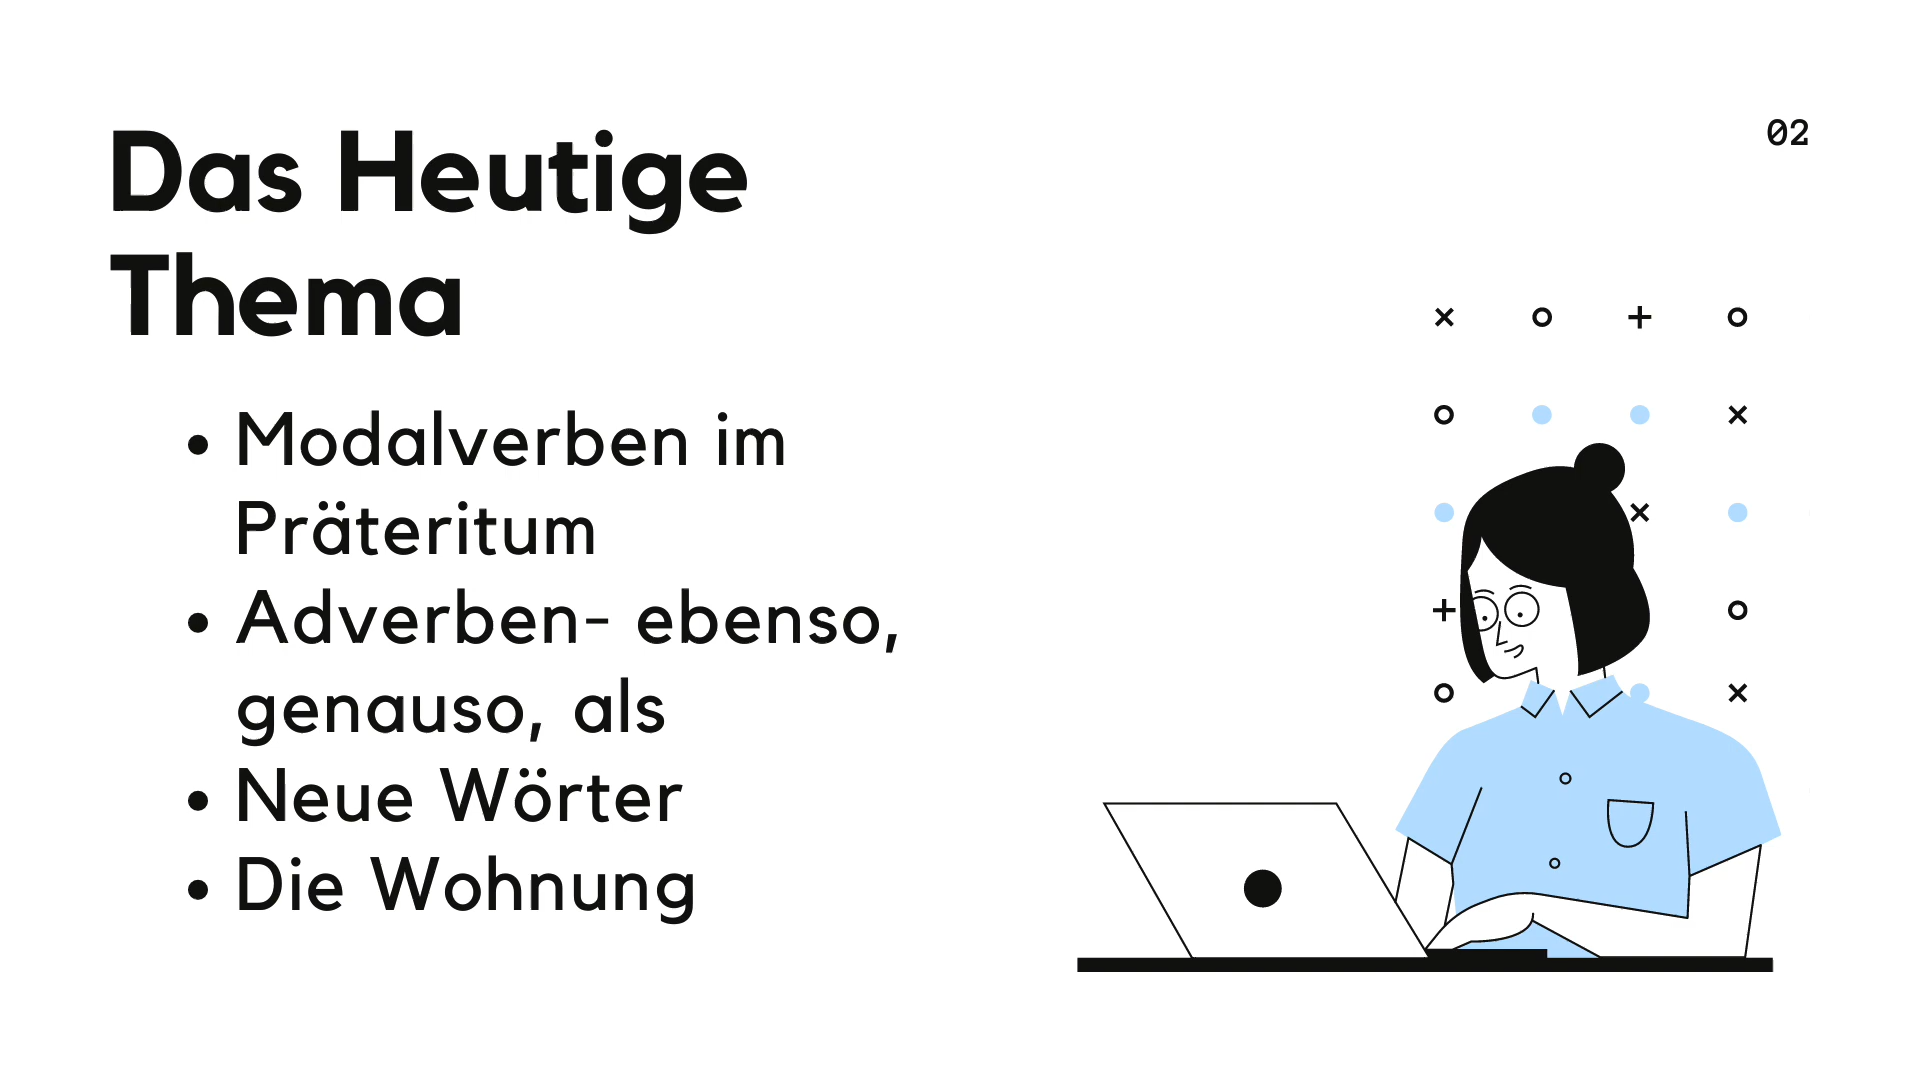 Das Heutige
Thema
02
• Modalverben im
Präteritum
• Adverben- ebenso,
genauso, als
• Neue Wörter
• Die Wohnung